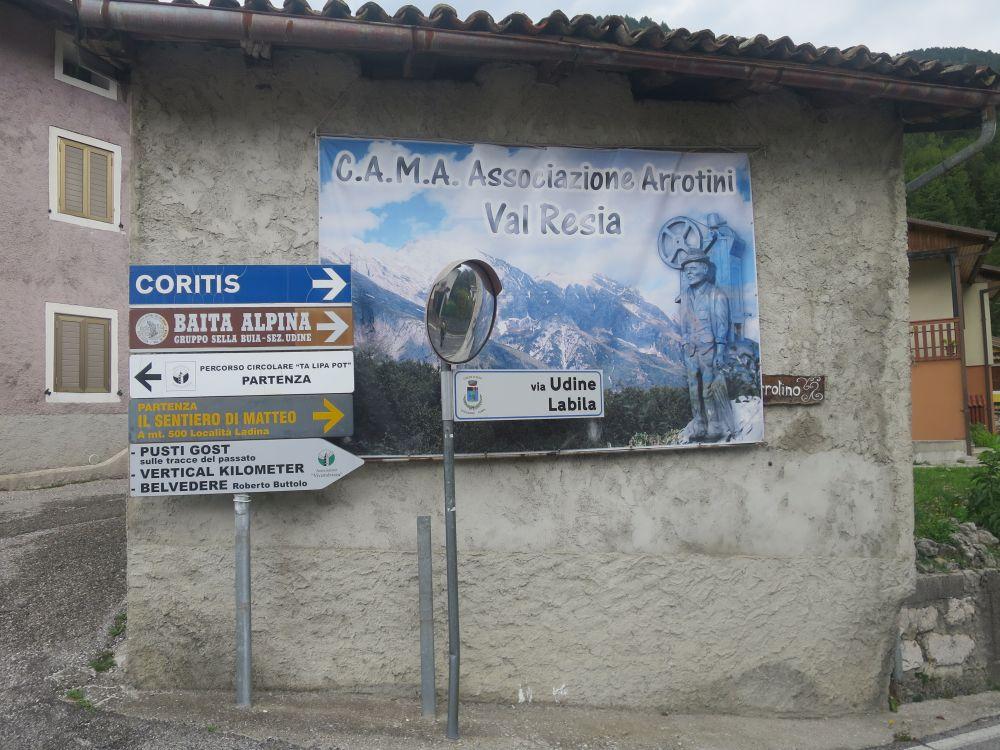 C.A.M.A. Associazione Arrotini
Val Resia
CORITIS
BAITA ALPINA
GRUPPO SELLA BUIA-SEZ. UDINE
PERCORSO CIRCOLARE "TA LIPA POT"
PARTENZA
PARTENZA
IL SENTIERO DI MATTEO
A mt. 500 Località Ladina
- PUSTI GOST
sulle tracce del passato
- VERTICAL KILOMETER
- BELVEDERE Roberto Buttolo
via Udine
Labila